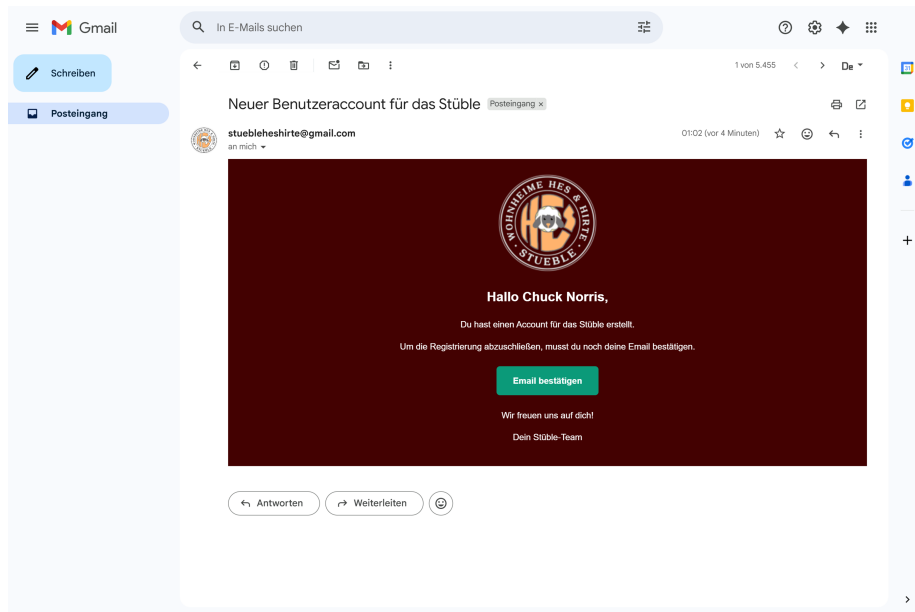 Gmail
In E-Mails suchen
Schreiben
Posteingang
1 von 5.455
De
Neuer Benutzeraccount für das Stüble Posteingang ×
stuebleheshirte@gmail.com
01:02 (vor 4 Minuten)
an mich
WOHNHEIME HES & HIRTE
HES
· STUEBLE ·
Hallo Chuck Norris,
Du hast einen Account für das Stüble erstellt.
Um die Registrierung abzuschließen, musst du noch deine Email bestätigen.
Email bestätigen
Wir freuen uns auf dich!
Dein Stüble-Team
Antworten
Weiterleiten
31